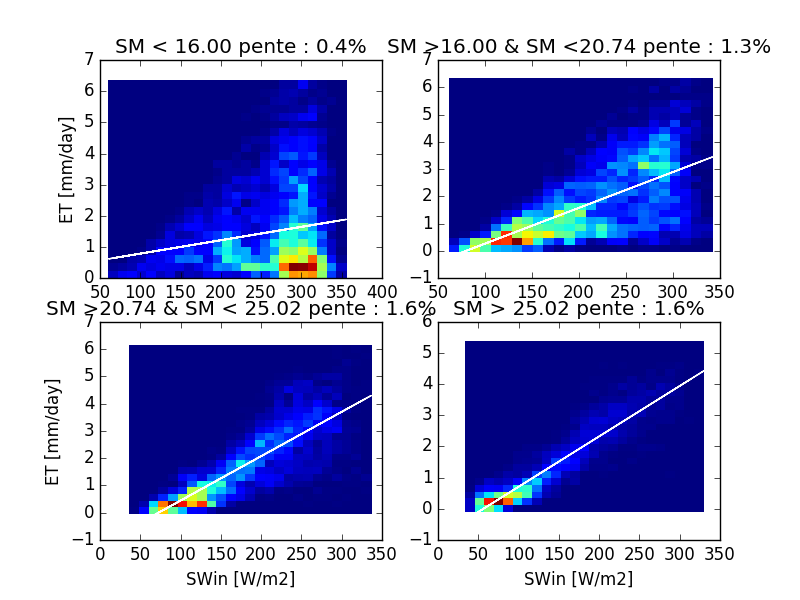 SM < 16.00 pente : 0.4%
SM >16.00 & SM <20.74 pente : 1.3%
7
6
5
4
3
2
1
0
ET [mm/day]
50 100 150 200 250 300 350 400
7
6
5
4
3
2
1
0
−1
50 100 150 200 250 300 350
SM >20.74 & SM < 25.02 pente : 1.6%
SM > 25.02 pente : 1.6%
7
6
5
4
3
2
1
0
−1
ET [mm/day]
0 50 100 150 200 250 300 350
SWin [W/m2]
6
5
4
3
2
1
0
−1
0 50 100 150 200 250 300 350
SWin [W/m2]